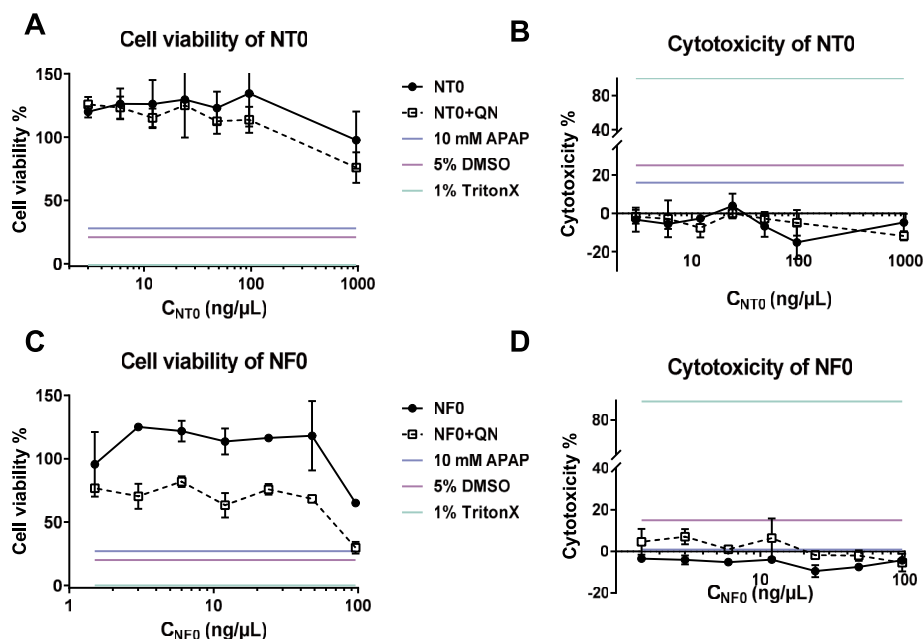 A
Cell viability of NT0
Cell viability %
150
100
50
0
10
100
1000
C_NT0 (ng/µL)
NT0
NT0+QN
10 mM APAP
5% DMSO
1% TritonX
B
Cytotoxicity of NT0
Cytotoxicity %
80
40
20
0
-20
10
100
1000
C_NT0 (ng/µL)
C
Cell viability of NF0
Cell viability %
150
100
50
0
1
10
100
C_NF0 (ng/µL)
NF0
NF0+QN
10 mM APAP
5% DMSO
1% TritonX
D
Cytotoxicity of NF0
Cytotoxicity %
80
40
20
0
-20
10
100
C_NF0 (ng/µL)